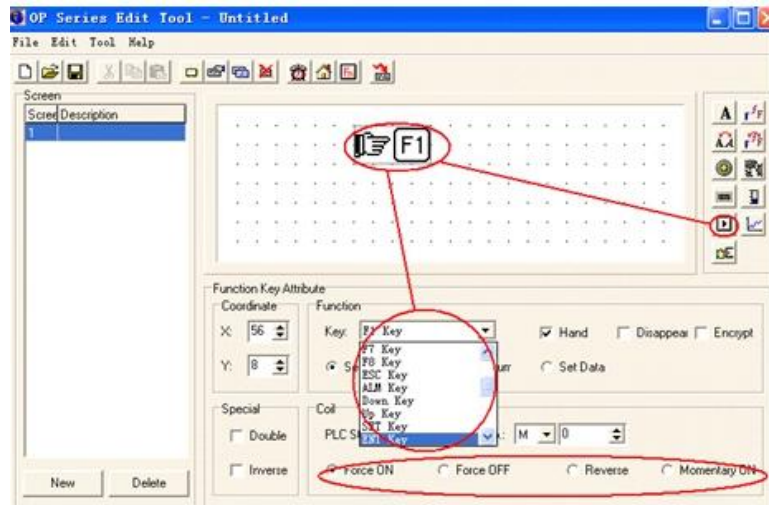 OP Series Edit Tool - Untitled
File Edit Tool Help
Screen
Scree Description
1
F1
A
Function Key Attribute
Coordinate Function
X: 56 Key: F1 Key Hand Disappear Encrypt
F7 Key
Y: 8 F8 Key Set Data
ESC Key
ALM Key
Down Key
Special Coil Up Key
Double PLC SET Key M 0
ENT Key
Inverse Force ON Force OFF Reverse Momentary ON
New Delete